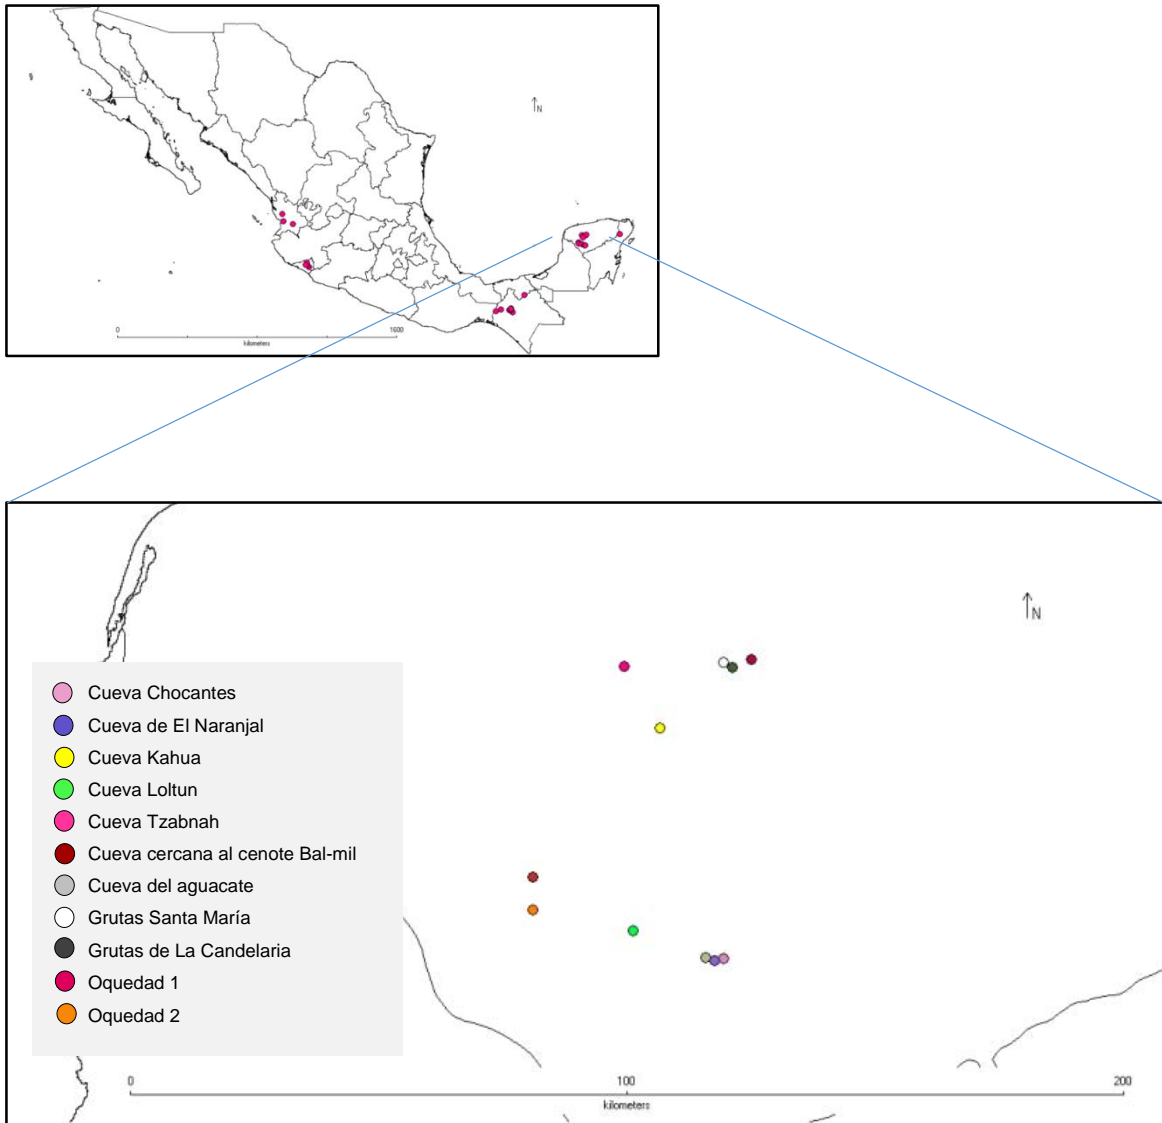 N
0
1600
kilometers
N
Cueva Chocantes
Cueva de El Naranjal
Cueva Kahua
Cueva Loltun
Cueva Tzabnah
Cueva cercana al cenote Bal-mil
Cueva del aguacate
Grutas Santa María
Grutas de La Candelaria
Oquedad 1
Oquedad 2
0
100
200
kilometers